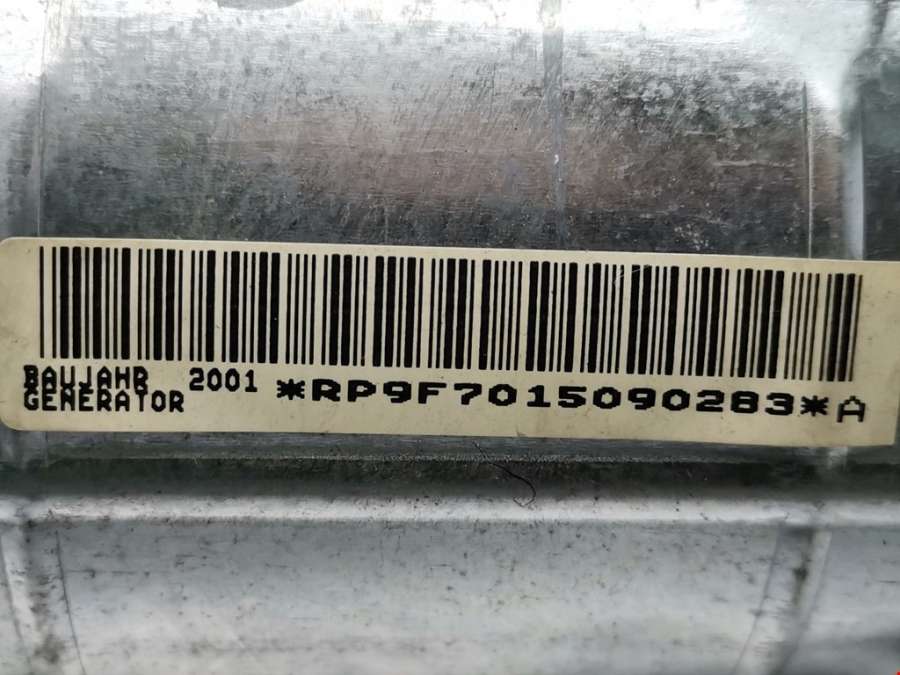 BAUJAHR 2001
GENERATOR
*RP9F7015090283*A